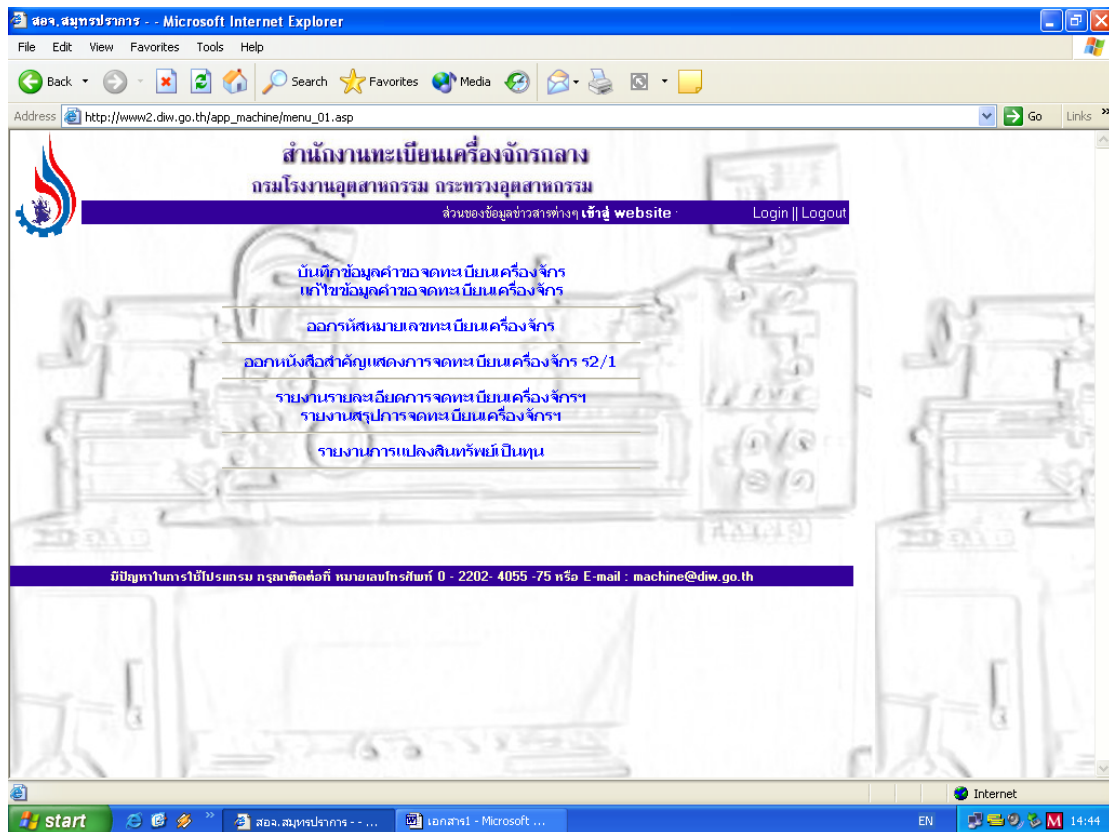 สอจ.สมุทรปราการ - - Microsoft Internet Explorer
File Edit View Favorites Tools Help
Back Search Favorites Media
Address http://www2.diw.go.th/app_machine/menu_01.asp Go Links »
สำนักงานทะเบียนเครื่องจักรกลาง
กรมโรงงานอุตสาหกรรม กระทรวงอุตสาหกรรม
ส่วนของข้อมูลข่าวสารต่างๆ เข้าสู่ website Login || Logout
บันทึกข้อมูลคำขอจดทะเบียนเครื่องจักร
แก้ไขข้อมูลคำขอจดทะเบียนเครื่องจักร
ออกรหัสหมายเลขทะเบียนเครื่องจักร
ออกหนังสือสำคัญแสดงการจดทะเบียนเครื่องจักร ร2/1
รายงานรายละเอียดการจดทะเบียนเครื่องจักรฯ
รายงานสรุปการจดทะเบียนเครื่องจักรฯ
รายงานการแปลงสินทรัพย์เป็นทุน
มีปัญหาในการใช้โปรแกรม กรุณาติดต่อที่ หมายเลขโทรศัพท์ 0 - 2202- 4055 -75 หรือ E-mail : machine@diw.go.th
Internet
start » สอจ.สมุทรปราการ - - ... เอกสาร1 - Microsoft ... EN 14:44